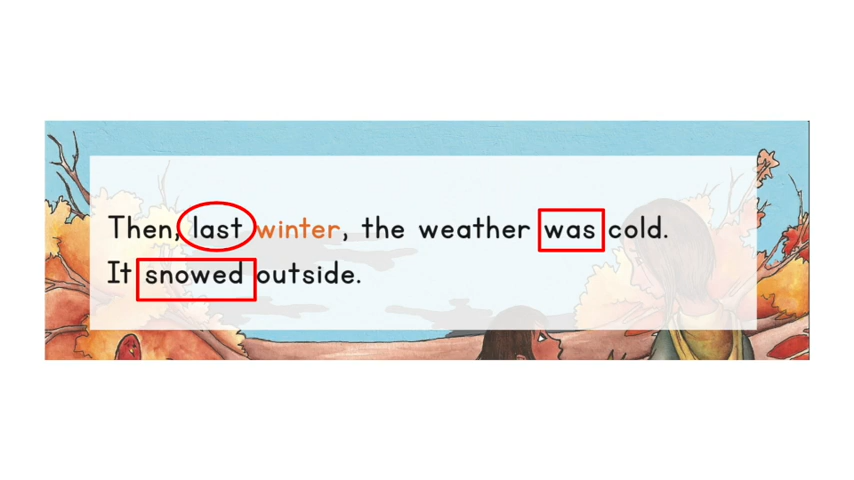 Then, last winter, the weather was cold.
It snowed outside.